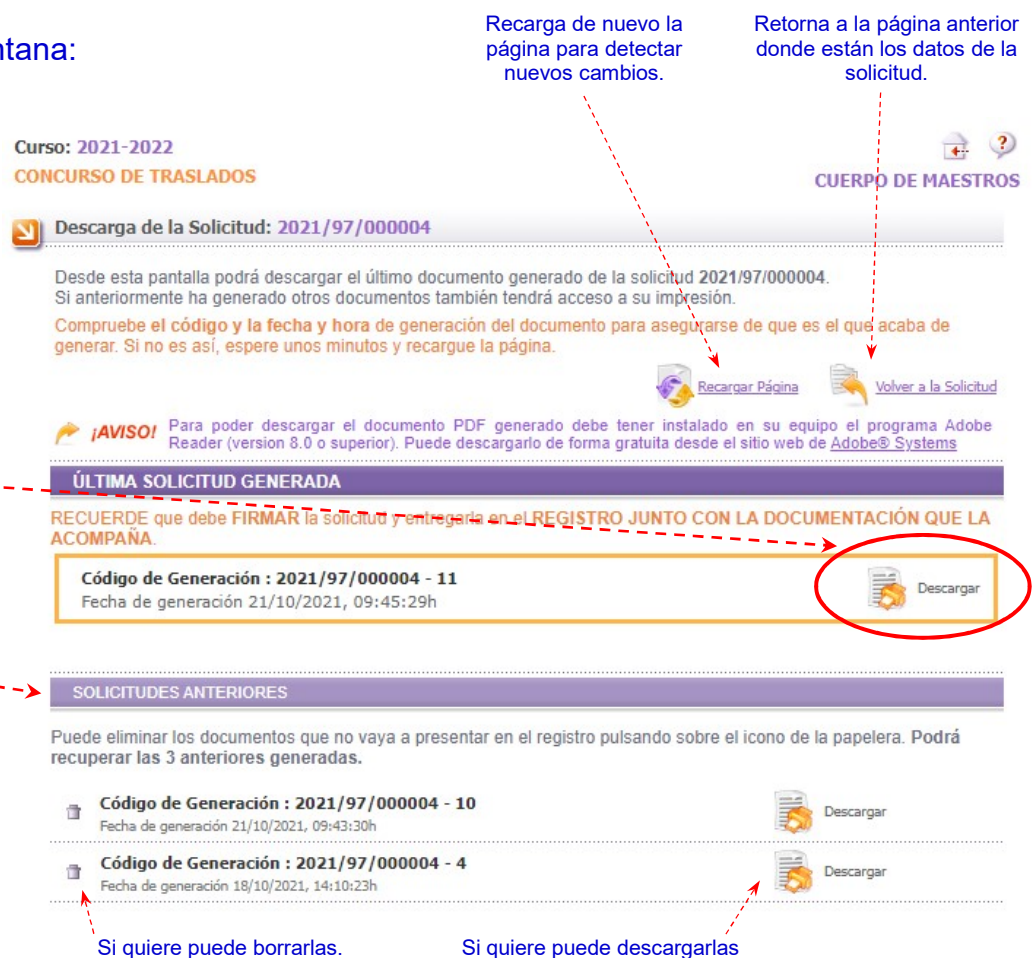 ntana:
Recarga de nuevo la
página para detectar
nuevos cambios.
Retorna a la página anterior
donde están los datos de la
solicitud.
Curso: 2021-2022
CONCURSO DE TRASLADOS
CUERPO DE MAESTROS
Descarga de la Solicitud: 2021/97/000004
Desde esta pantalla podrá descargar el último documento generado de la solicitud 2021/97/000004.
Si anteriormente ha generado otros documentos también tendrá acceso a su impresión.
Compruebe el código y la fecha y hora de generación del documento para asegurarse de que es el que acaba de
generar. Si no es así, espere unos minutos y recargue la página.
Recargar Página
Volver a la Solicitud
¡AVISO! Para poder descargar el documento PDF generado debe tener instalado en su equipo el programa Adobe
Reader (version 8.0 o superior). Puede descargarlo de forma gratuita desde el sitio web de Adobe® Systems
ÚLTIMA SOLICITUD GENERADA
RECUERDE que debe FIRMAR la solicitud y entregarla en el REGISTRO JUNTO CON LA DOCUMENTACIÓN QUE LA
ACOMPAÑA.
Código de Generación : 2021/97/000004 - 11
Fecha de generación 21/10/2021, 09:45:29h
Descargar
SOLICITUDES ANTERIORES
Puede eliminar los documentos que no vaya a presentar en el registro pulsando sobre el icono de la papelera. Podrá
recuperar las 3 anteriores generadas.
Código de Generación : 2021/97/000004 - 10
Fecha de generación 21/10/2021, 09:43:30h
Descargar
Código de Generación : 2021/97/000004 - 4
Fecha de generación 18/10/2021, 14:10:23h
Descargar
Si quiere puede borrarlas.
Si quiere puede descargarlas